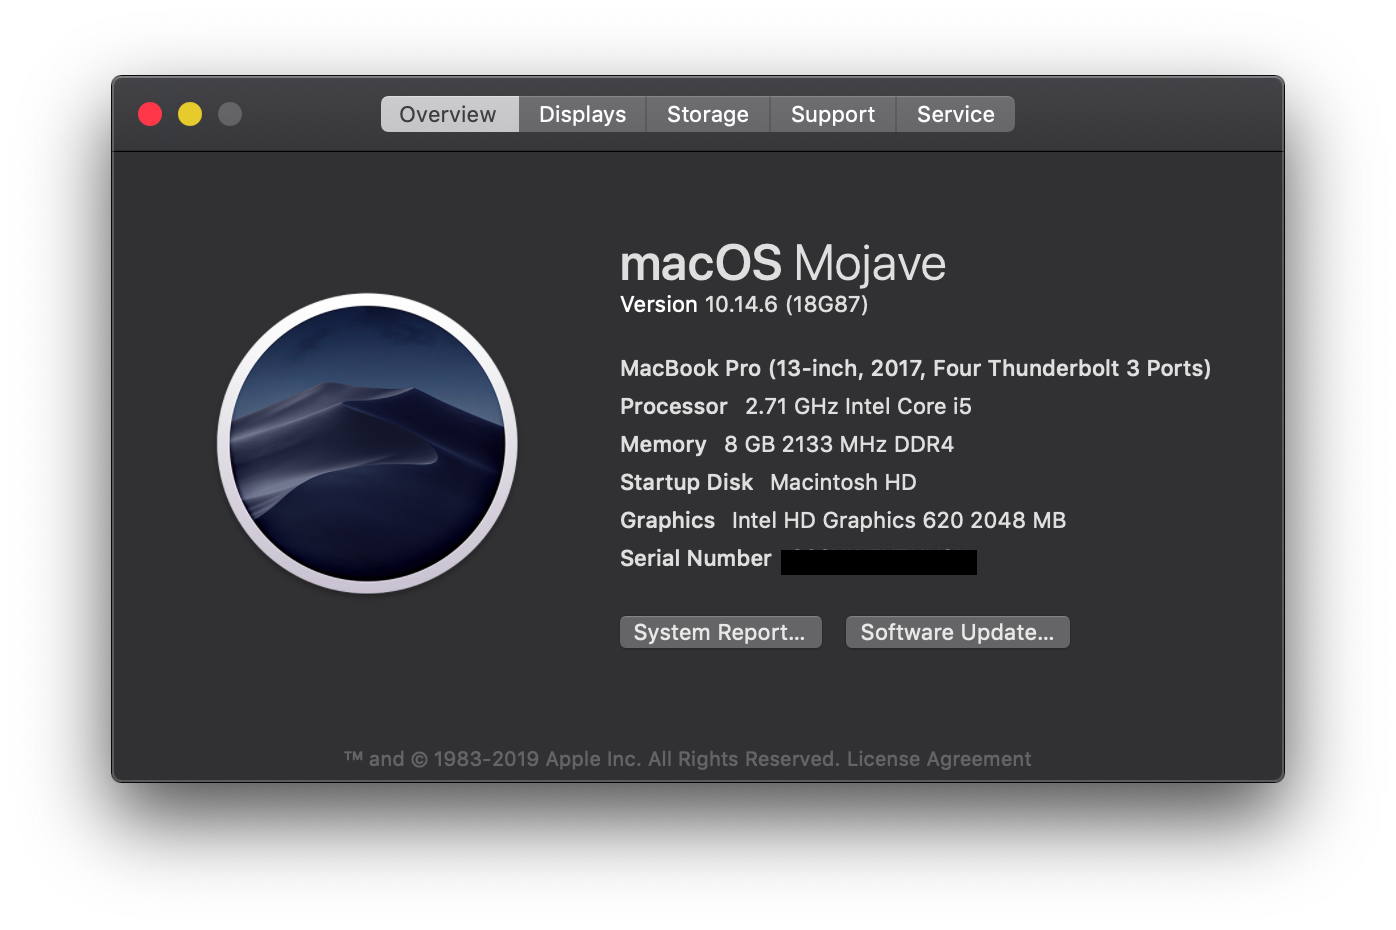 Overview Displays Storage Support Service
macOS Mojave
Version 10.14.6 (18G87)
MacBook Pro (13-inch, 2017, Four Thunderbolt 3 Ports)
Processor 2.71 GHz Intel Core i5
Memory 8 GB 2133 MHz DDR4
Startup Disk Macintosh HD
Graphics Intel HD Graphics 620 2048 MB
Serial Number
System Report... Software Update...
™ and © 1983-2019 Apple Inc. All Rights Reserved. License Agreement